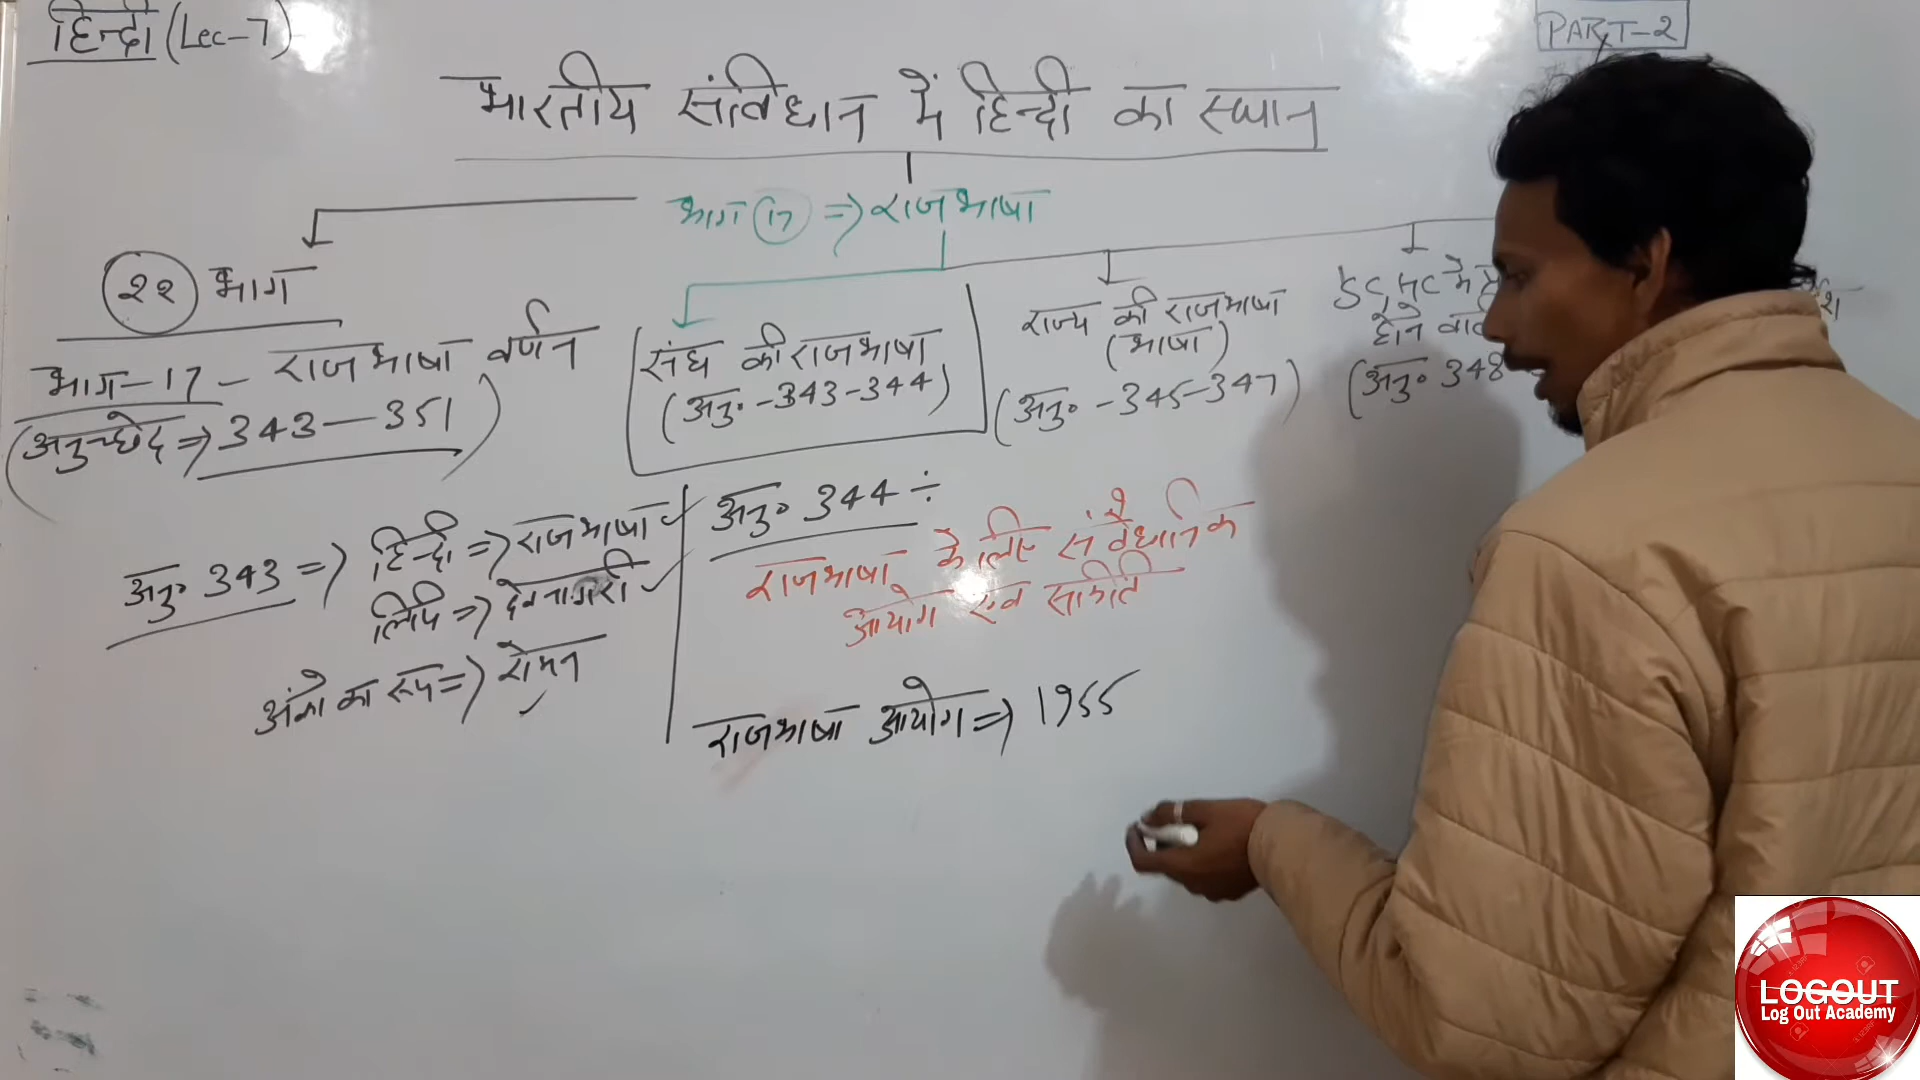 हिन्दी (Lec-7)
PART-2
भारतीय संविधान में हिन्दी का स्थान
भाग 17 => राजभाषा
22 भाग
भाग-17 - राजभाषा वर्णन
(अनुच्छेद => 343 — 351)
संघ की राजभाषा
(अनु॰ -343-344)
राज्य की राजभाषा
(भाषा)
(अनु॰ -345-347)
SC, HC में
होने
(अनु॰ 348
अनु॰ 343 => हिन्दी => राजभाषा
लिपि => देवनागरी
अंको का रूप => रोमन
अनु॰ 344 ÷
राजभाषा के लिए संवैधानिक
आयोग एवं समिति
राजभाषा आयोग => 1955
LOGOUT
Log Out Academy